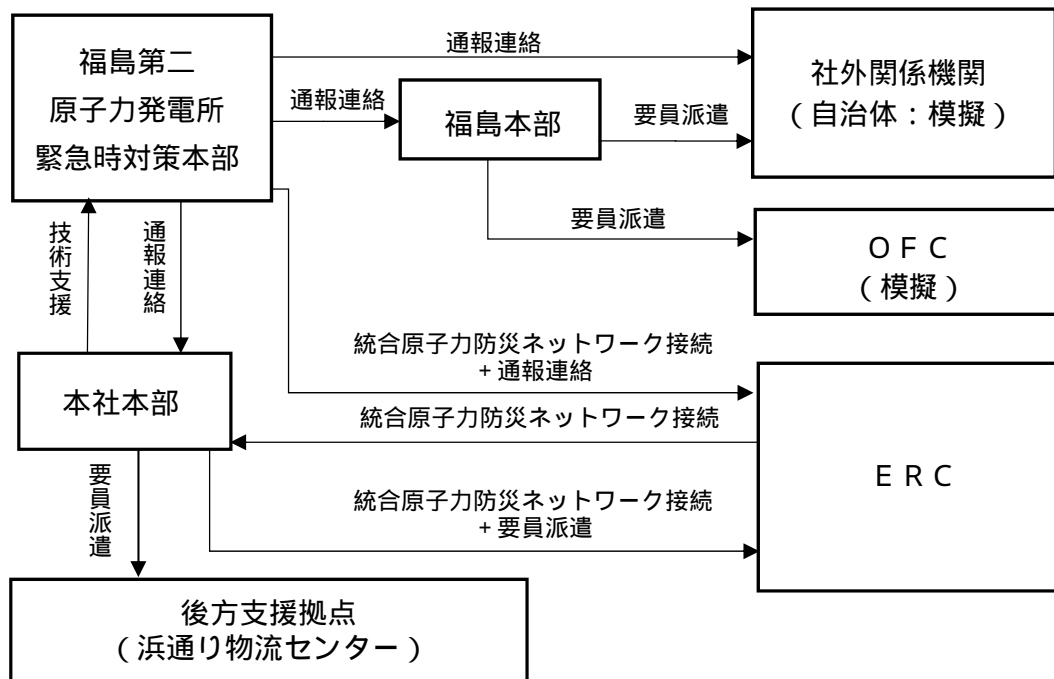 福島第二
原子力発電所
緊急時対策本部
通報連絡
通報連絡
福島本部
要員派遣
社外関係機関
（自治体：模擬）
要員派遣
ＯＦＣ
（模擬）
技術支援
通報連絡
統合原子力防災ネットワーク接続
＋通報連絡
本社本部
統合原子力防災ネットワーク接続
ＥＲＣ
要員派遣
統合原子力防災ネットワーク接続
＋要員派遣
後方支援拠点
（浜通り物流センター）